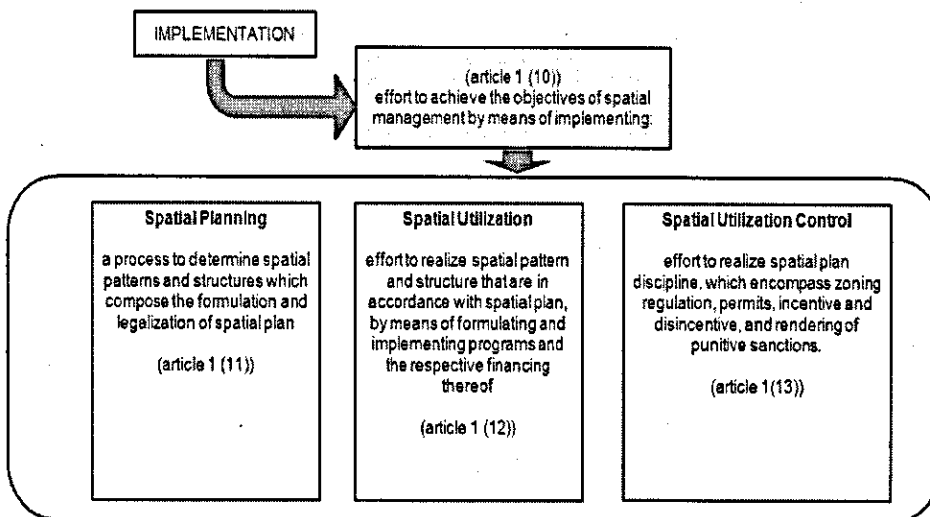 IMPLEMENTATION
(article 1 (10))
effort to achieve the objectives of spatial
management by means of implementing:
Spatial Planning
a process to determine spatial
patterns and structures which
compose the formulation and
legalization of spatial plan
(article 1 (11))
Spatial Utilization
effort to realize spatial pattern
and structure that are in
accordance with spatial plan,
by means of formulating and
implementing programs and
the respective financing
thereof
(article 1 (12))
Spatial Utilization Control
effort to realize spatial plan
discipline, which encompass zoning
regulation, permits, incentive and
disincentive, and rendering of
punitive sanctions.
(article 1(13))